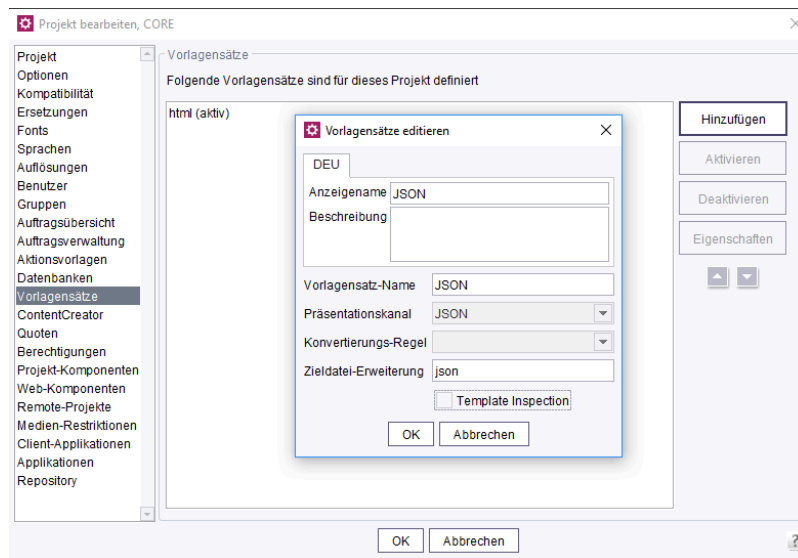 Projekt bearbeiten, CORE
Projekt
Optionen
Kompatibilität
Ersetzungen
Fonts
Sprachen
Auflösungen
Benutzer
Gruppen
Auftragsübersicht
Auftragsverwaltung
Aktionsvorlagen
Datenbanken
Vorlagensätze
ContentCreator
Quoten
Berechtigungen
Projekt-Komponenten
Web-Komponenten
Remote-Projekte
Medien-Restriktionen
Client-Applikationen
Applikationen
Repository
Vorlagensätze
Folgende Vorlagensätze sind für dieses Projekt definiert
html (aktiv)
Hinzufügen
Aktivieren
Deaktivieren
Eigenschaften
Vorlagensätze editieren
DEU
Anzeigename JSON
Beschreibung
Vorlagensatz-Name JSON
Präsentationskanal JSON
Konvertierungs-Regel
Zieldatei-Erweiterung json
Template Inspection
OK Abbrechen
OK Abbrechen
?